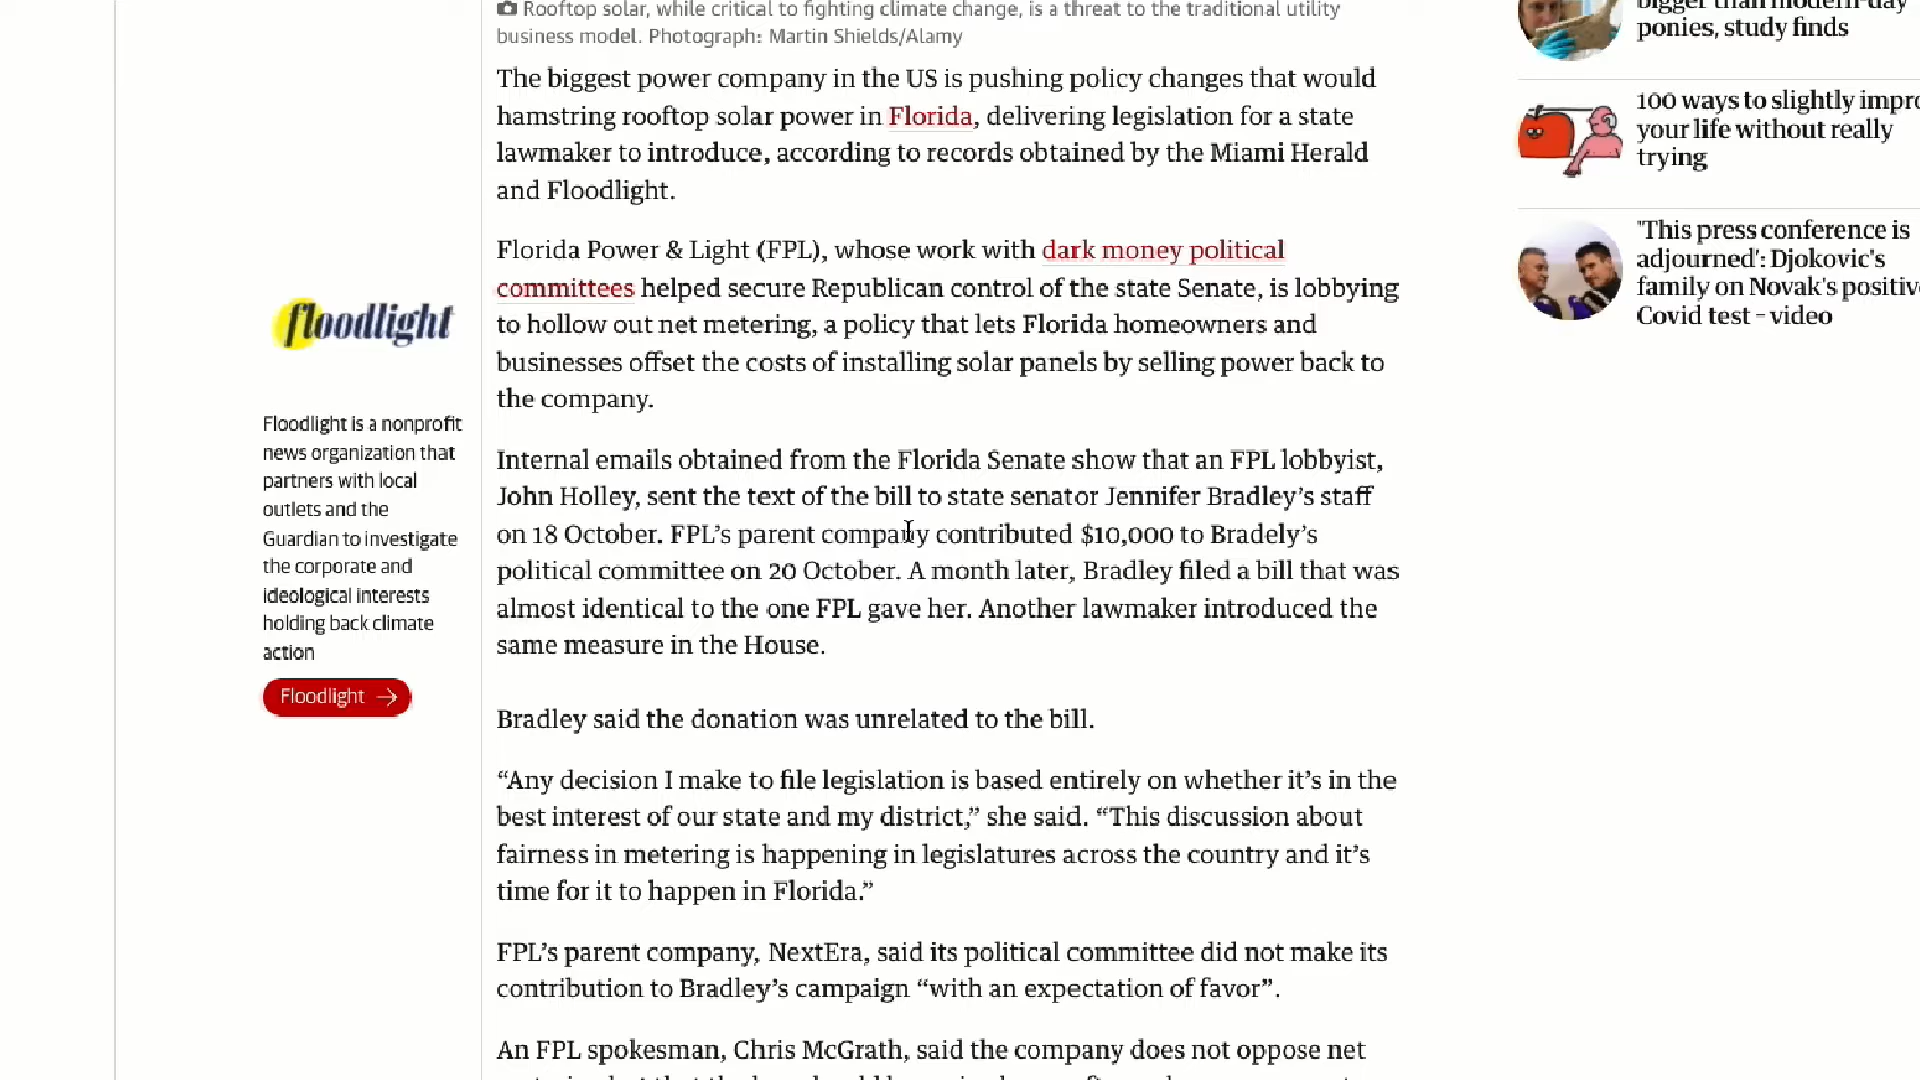 Rooftop solar, while critical to fighting climate change, is a threat to the traditional utility
business model. Photograph: Martin Shields/Alamy
The biggest power company in the US is pushing policy changes that would
hamstring rooftop solar power in Florida, delivering legislation for a state
lawmaker to introduce, according to records obtained by the Miami Herald
and Floodlight.
Florida Power & Light (FPL), whose work with dark money political
committees helped secure Republican control of the state Senate, is lobbying
to hollow out net metering, a policy that lets Florida homeowners and
businesses offset the costs of installing solar panels by selling power back to
the company.
Internal emails obtained from the Florida Senate show that an FPL lobbyist,
John Holley, sent the text of the bill to state senator Jennifer Bradley’s staff
on 18 October. FPL’s parent company contributed $10,000 to Bradely’s
political committee on 20 October. A month later, Bradley filed a bill that was
almost identical to the one FPL gave her. Another lawmaker introduced the
same measure in the House.
Bradley said the donation was unrelated to the bill.
“Any decision I make to file legislation is based entirely on whether it’s in the
best interest of our state and my district,” she said. “This discussion about
fairness in metering is happening in legislatures across the country and it’s
time for it to happen in Florida.”
FPL’s parent company, NextEra, said its political committee did not make its
contribution to Bradley’s campaign “with an expectation of favor”.
An FPL spokesman, Chris McGrath, said the company does not oppose net
floodlight
Floodlight is a nonprofit
news organization that
partners with local
outlets and the
Guardian to investigate
the corporate and
ideological interests
holding back climate
action
Floodlight →
bigger than modern-day
ponies, study finds
100 ways to slightly impro
your life without really
trying
'This press conference is
adjourned': Djokovic's
family on Novak's positive
Covid test – video